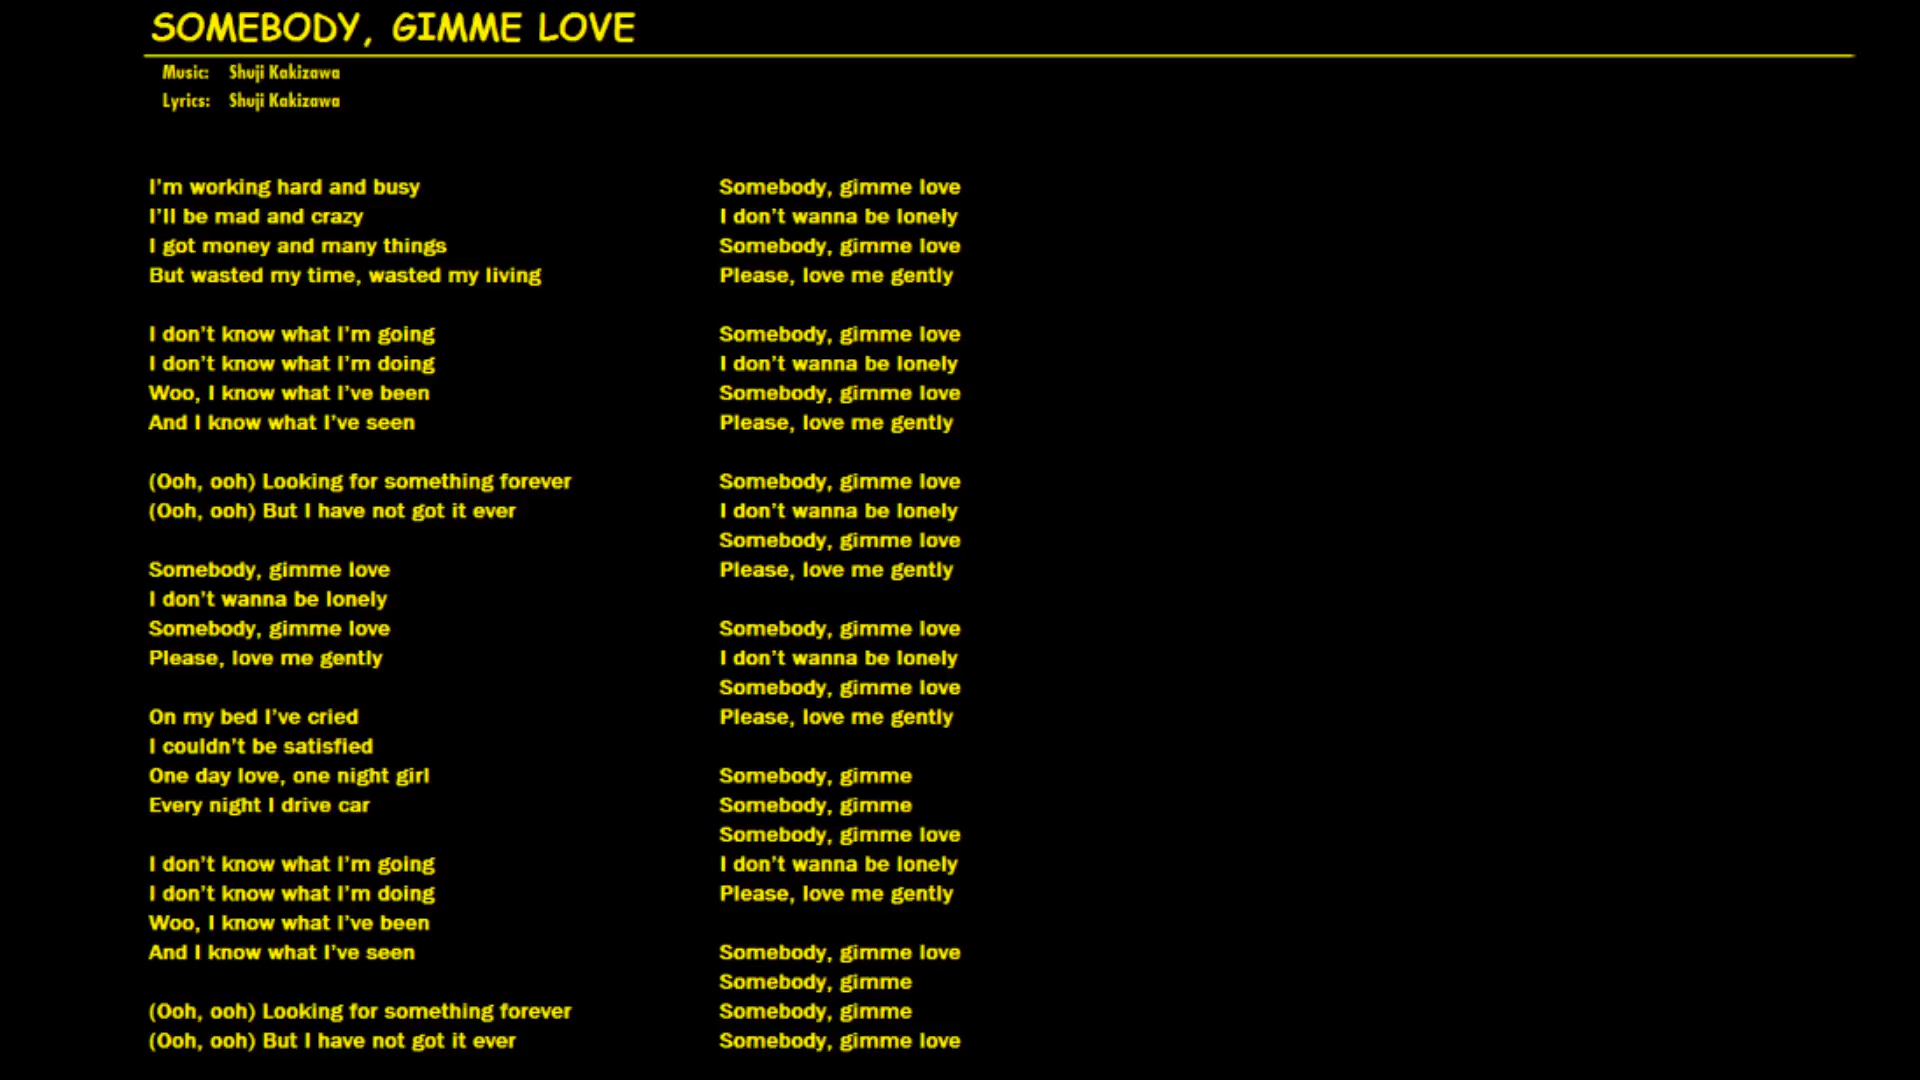 SOMEBODY, GIMME LOVE
Music: Shuji Kakizawa
Lyrics: Shuji Kakizawa
I'm working hard and busy
I'll be mad and crazy
I got money and many things
But wasted my time, wasted my living
I don't know what I'm going
I don't know what I'm doing
Woo, I know what I've been
And I know what I've seen
(Ooh, ooh) Looking for something forever
(Ooh, ooh) But I have not got it ever
Somebody, gimme love
I don't wanna be lonely
Somebody, gimme love
Please, love me gently
On my bed I've cried
I couldn't be satisfied
One day love, one night girl
Every night I drive car
I don't know what I'm going
I don't know what I'm doing
Woo, I know what I've been
And I know what I've seen
(Ooh, ooh) Looking for something forever
(Ooh, ooh) But I have not got it ever
Somebody, gimme love
I don't wanna be lonely
Somebody, gimme love
Please, love me gently
Somebody, gimme love
I don't wanna be lonely
Somebody, gimme love
Please, love me gently
Somebody, gimme love
I don't wanna be lonely
Somebody, gimme love
Please, love me gently
Somebody, gimme love
I don't wanna be lonely
Somebody, gimme love
Please, love me gently
Somebody, gimme
Somebody, gimme
Somebody, gimme love
I don't wanna be lonely
Please, love me gently
Somebody, gimme love
Somebody, gimme
Somebody, gimme
Somebody, gimme love